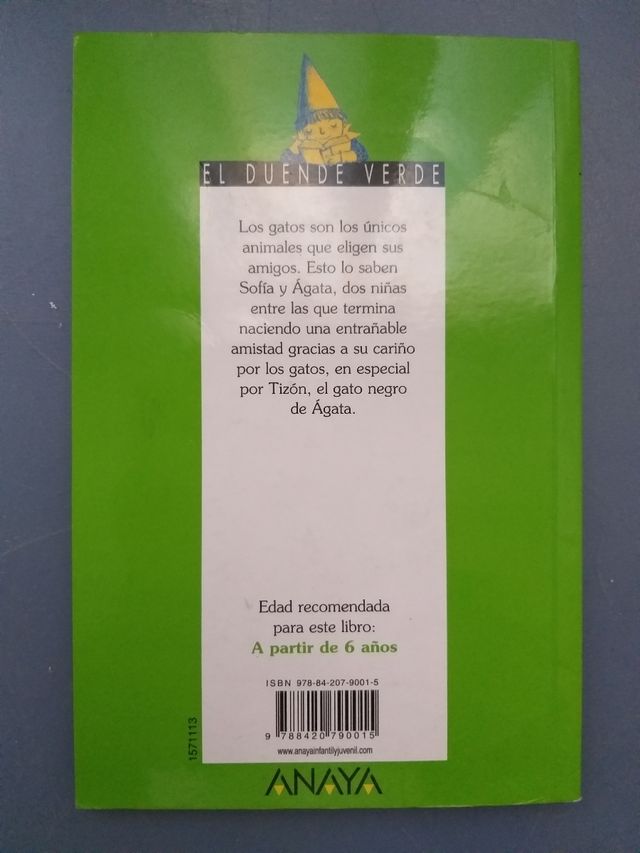 EL DUENDE VERDE
Los gatos son los únicos
animales que eligen sus
amigos. Esto lo saben
Sofía y Ágata, dos niñas
entre las que termina
naciendo una entrañable
amistad gracias a su cariño
por los gatos, en especial
por Tizón, el gato negro
de Ágata.
Edad recomendada
para este libro:
A partir de 6 años
ISBN 978-84-207-9001-5
9 788420 790015
www.anayainfantilyjuvenil.com
1571113
ANAYA